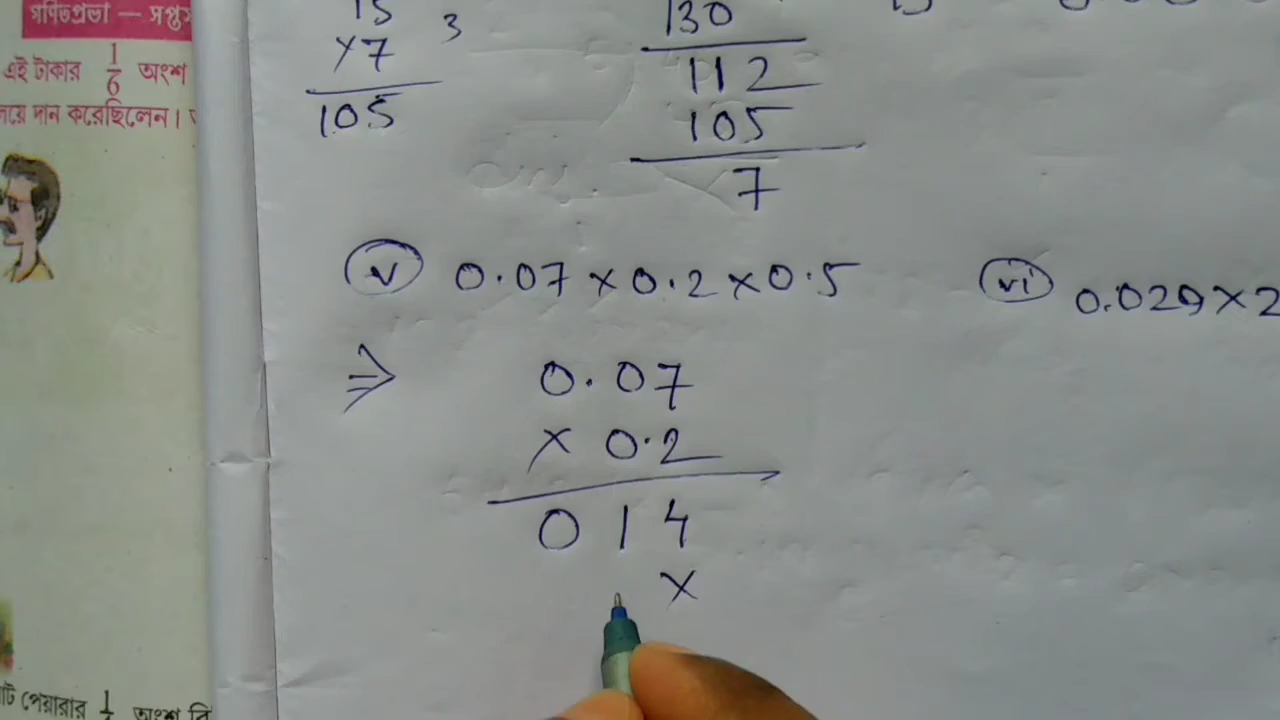 গণিতপ্রভা — সপ্তম
এই টাকার 1/6 অংশ
দান করেছিলেন।
পেয়ারার 1/ অংশ বি
15
×7 3
105
130
112
105
7
v 0.07×0.2×0.5
⇒ 0.07
× 0.2
014
×
vi 0.029×2